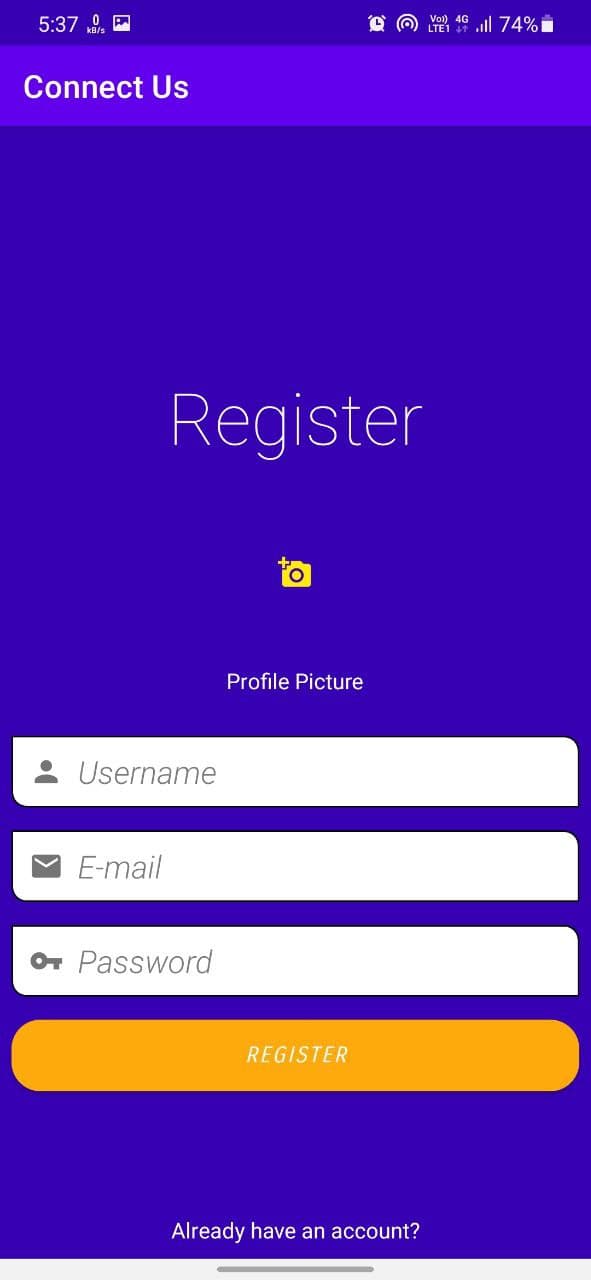 5:37 0 kB/s Vo)) LTE1 4G 74%
Connect Us
Register
Profile Picture
Username
E-mail
Password
REGISTER
Already have an account?